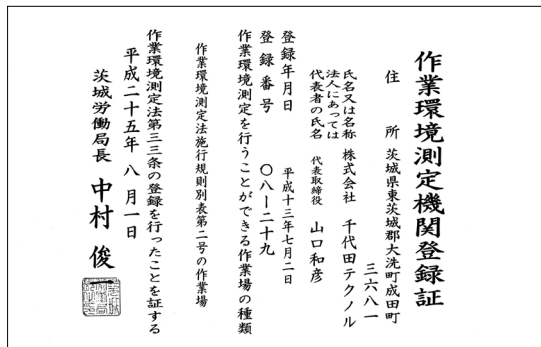 作業環境測定機関登録証
住 所 茨城県東茨城郡大洗町成田町
三六八一
氏名又は名称 株式会社 千代田テクノル
法人にあっては
代表者の氏名 代表取締役 山口和彦
登録年月日 平成十三年七月二日
登録番号 〇八ー二十九
作業環境測定を行うことができる作業場の種類
作業環境測定法施行規則別表第二号の作業場
作業環境測定法第三三条の登録を行ったことを証する
平成二十五年 八 月一日
茨城労働局長 中村 俊一